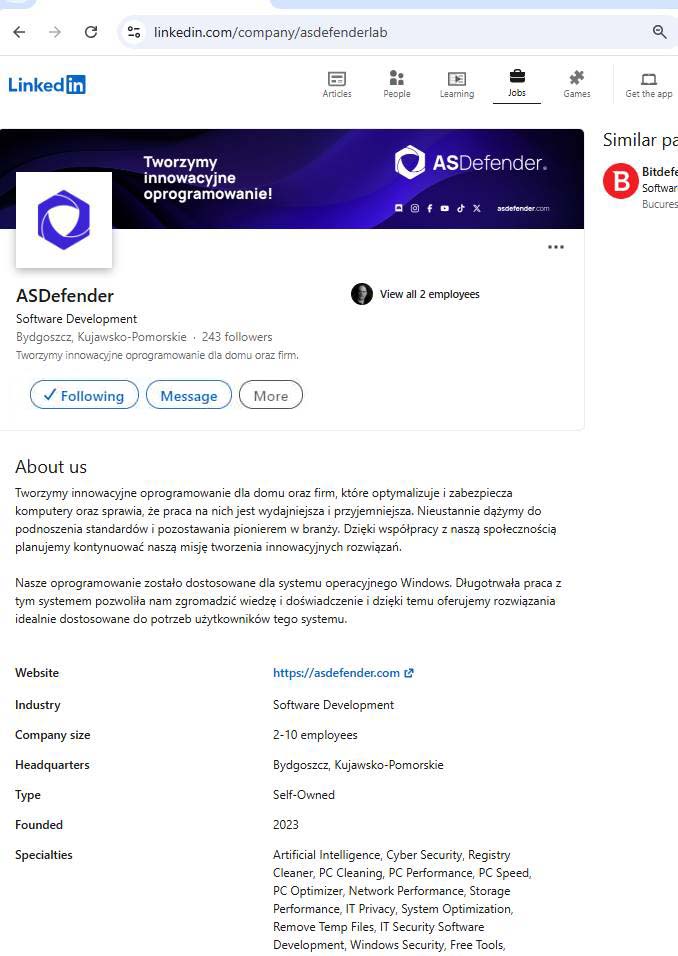 linkedin.com/company/asdefenderlab
Linked in
Articles
People
Learning
Jobs
Games
Get the app
Tworzymy
innowacyjne
oprogramowanie!
ASDefender
asdefender.com
ASDefender
View all 2 employees
Software Development
Bydgoszcz, Kujawsko-Pomorskie · 243 followers
Tworzymy innowacyjne oprogramowanie dla domu oraz firm.
Following
Message
More
Similar pa
B
Bitdefe
Softwar
Bucures
About us
Tworzymy innowacyjne oprogramowanie dla domu oraz firm, które optymalizuje i zabezpiecza
komputery oraz sprawia, że praca na nich jest wydajniejsza i przyjemniejsza. Nieustannie dążymy do
podnoszenia standardów i pozostawania pionierem w branży. Dzięki współpracy z naszą społecznością
planujemy kontynuować naszą misję tworzenia innowacyjnych rozwiązań.
Nasze oprogramowanie zostało dostosowane dla systemu operacyjnego Windows. Długotrwała praca z
tym systemem pozwoliła nam zgromadzić wiedzę i doświadczenie i dzięki temu oferujemy rozwiązania
idealnie dostosowane do potrzeb użytkowników tego systemu.
Website
https://asdefender.com
Industry
Software Development
Company size
2-10 employees
Headquarters
Bydgoszcz, Kujawsko-Pomorskie
Type
Self-Owned
Founded
2023
Specialties
Artificial Intelligence, Cyber Security, Registry
Cleaner, PC Cleaning, PC Performance, PC Speed,
PC Optimizer, Network Performance, Storage
Performance, IT Privacy, System Optimization,
Remove Temp Files, IT Security Software
Development, Windows Security, Free Tools,